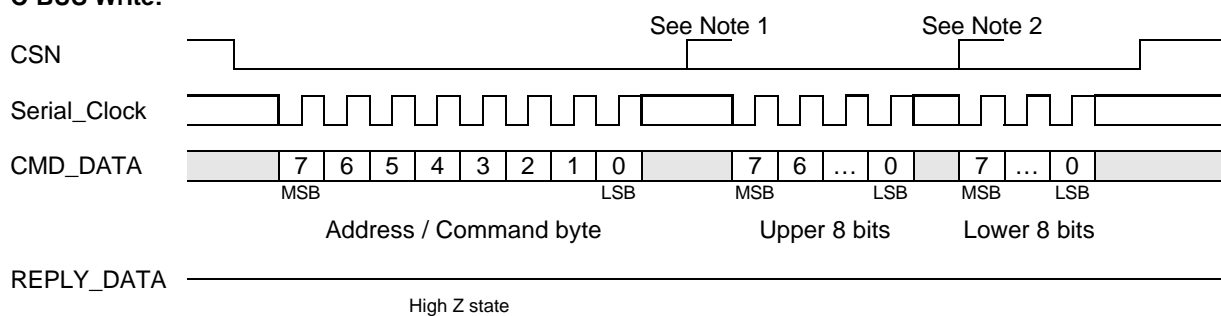 See Note 1 See Note 2
CSN
Serial_Clock
CMD_DATA 7 6 5 4 3 2 1 0 7 6 … 0 7 … 0
MSB LSB MSB LSB MSB LSB
Address / Command byte Upper 8 bits Lower 8 bits
REPLY_DATA
High Z state